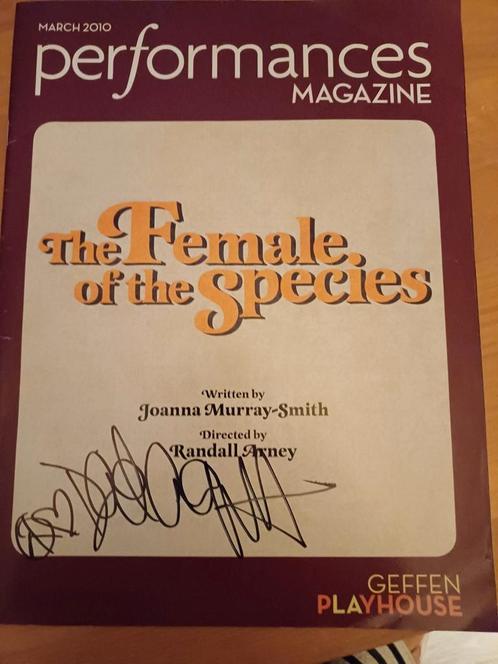 MARCH 2010
performances
MAGAZINE
The Female
of the Species
Written by
Joanna Murray-Smith
Directed by
Randall Arney
GEFFEN
PLAYHOUSE